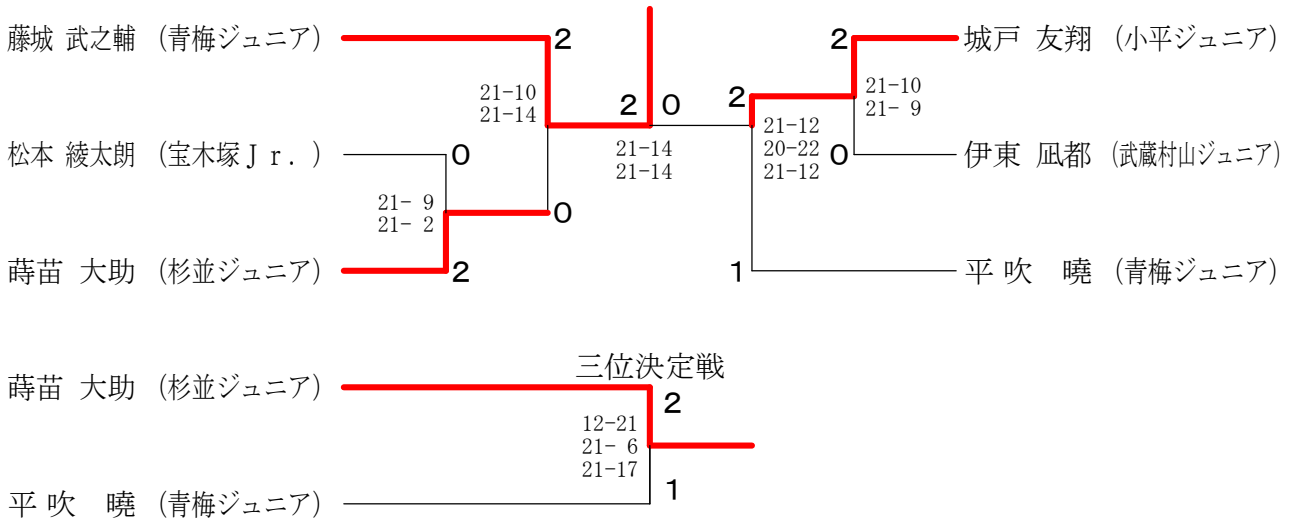 藤城 武之輔 (青梅ジュニア)
2
21-10
21-14
松本 綾太朗 (宝木塚Ｊｒ．)
0
21- 9
21- 2
0
蒔苗 大助 (杉並ジュニア)
2
2 0
21-14
21-14
2
城戸 友翔 (小平ジュニア)
21-10
21- 9
2
21-12
20-22
21-12
0
伊東 凪都 (武蔵村山ジュニア)
1
平吹 曉 (青梅ジュニア)
三位決定戦
蒔苗 大助 (杉並ジュニア)
2
12-21
21- 6
21-17
1
平吹 曉 (青梅ジュニア)